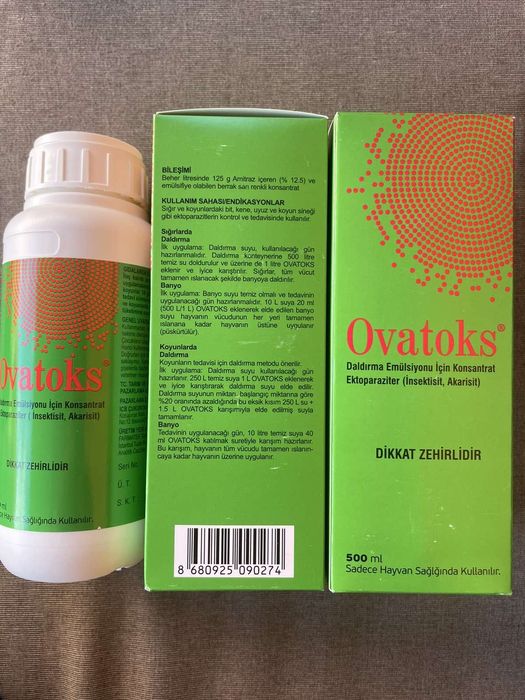 Ovatoks®
Daldırma Emülsiyonu İçin Konsantrat
Ektoparaziter ( İnsektisit, Akarisit)
DİKKAT ZEHİRLİDİR
ml
Sadece Hayvan Sağlığında Kullanılır.
Seri No.
Ü. T.
S. K. T.
BİLEŞİMİ
Beher litresinde 125 g Amitraz içeren (% 12.5) ve
emülsifiye olabilen berrak sarı renkli konsantrat
KULLANIM SAHASI/ENDİKASYONLAR
Sığır ve koyunlardaki bit, kene, uyuz ve koyun sineği
gibi ektoparazitlerin kontrol ve tedavisinde kullanılır.
Sığırlarda
Daldırma
İlk uygulama: Daldırma suyu, kullanılacağı gün
hazırlanmalıdır. Daldırma konteynerine 500 litre
temiz su doldurulur ve üzerine de 1 litre OVATOKS
eklenir ve iyice karıştırılır. Sığırlar, tüm vücut
tamamen ıslanacak şekilde banyoya daldırılır.
Banyo
İlk uygulama: Banyo suyu temiz olmalı ve tedavinin
uygulanacağı gün hazırlanmalıdır. 10 L suya 20 ml
(500 L/1 L) OVATOKS eklenerek elde edilen banyo
suyu hayvanın vücudunun her yeri tamamen
ıslanana kadar hayvanın üstüne uygulanır
(püskürtülür).
Koyunlarda
Daldırma
Koyunların tedavisi için daldırma metodu önerilir.
İlk uygulama: Daldırma suyu kullanılacağı gün
hazırlanır. 250 L temiz suya 1 L OVATOKS eklenerek
ve iyice karıştırarak daldırma suyu elde edilir.
Daldırma suyunun miktarı başlangıç miktarına göre
%20 oranında azaldığında bu eksik kısım 250 L su +
1.5 L OVATOKS karışımıyla elde edilmiş suyla
tamamlanır.
Banyo
Tedavinin uygulanacağı gün, 10 litre temiz suya 40
ml OVATOKS katılmak suretiyle karışım hazırlanır.
Bu karışım, hayvanın tüm vücudu tamamen ıslanın-
caya kadar hayvanın üzerine uygulanır.
8 680925 090274
Ovatoks®
Daldırma Emülsiyonu İçin Konsantrat
Ektoparaziter (İnsektisit, Akarisit)
DİKKAT ZEHİRLİDİR
500 ml
Sadece Hayvan Sağlığında Kullanılır.